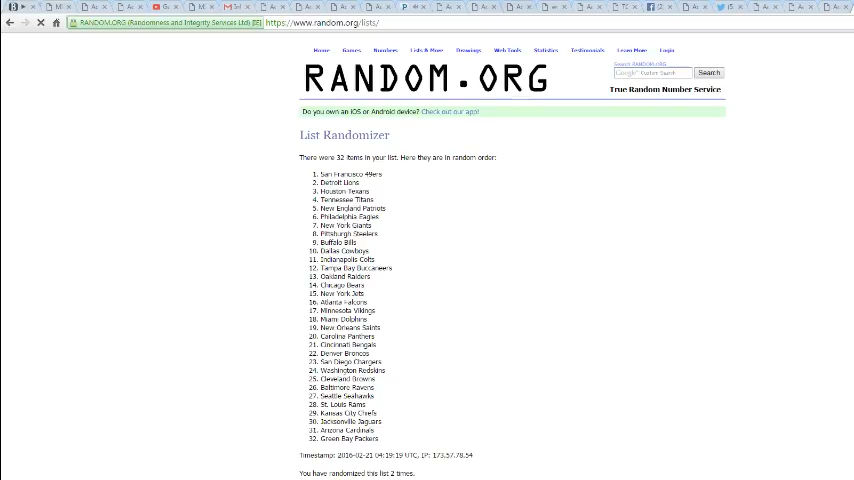 RANDOM.ORG (Randomness and Integrity Services Ltd) [IE] https://www.random.org/lists/
Home Games Numbers Lists & More Drawings Web Tools Statistics Testimonials Learn More Login
Search RANDOM.ORG
RANDOM.ORG
Google™ Custom Search Search
True Random Number Service
Do you own an iOS or Android device? Check out our app!
List Randomizer
There were 32 items in your list. Here they are in random order:
1. San Francisco 49ers
2. Detroit Lions
3. Houston Texans
4. Tennessee Titans
5. New England Patriots
6. Philadelphia Eagles
7. New York Giants
8. Pittsburgh Steelers
9. Buffalo Bills
10. Dallas Cowboys
11. Indianapolis Colts
12. Tampa Bay Buccaneers
13. Oakland Raiders
14. Chicago Bears
15. New York Jets
16. Atlanta Falcons
17. Minnesota Vikings
18. Miami Dolphins
19. New Orleans Saints
20. Carolina Panthers
21. Cincinnati Bengals
22. Denver Broncos
23. San Diego Chargers
24. Washington Redskins
25. Cleveland Browns
26. Baltimore Ravens
27. Seattle Seahawks
28. St. Louis Rams
29. Kansas City Chiefs
30. Jacksonville Jaguars
31. Arizona Cardinals
32. Green Bay Packers
Timestamp: 2016-02-21 04:19:19 UTC, IP: 173.57.78.54
You have randomized this list 2 times.